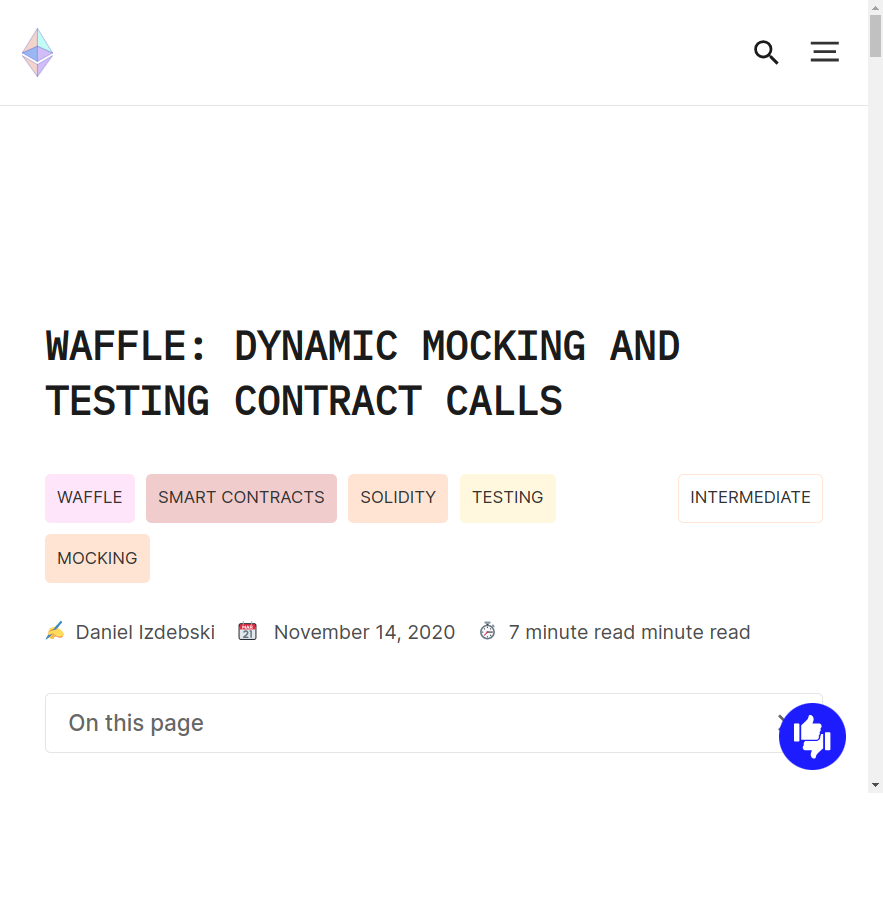 WAFFLE: DYNAMIC MOCKING AND
TESTING CONTRACT CALLS
WAFFLE SMART CONTRACTS SOLIDITY TESTING INTERMEDIATE
MOCKING
Daniel Izdebski November 14, 2020 7 minute read minute read
On this page